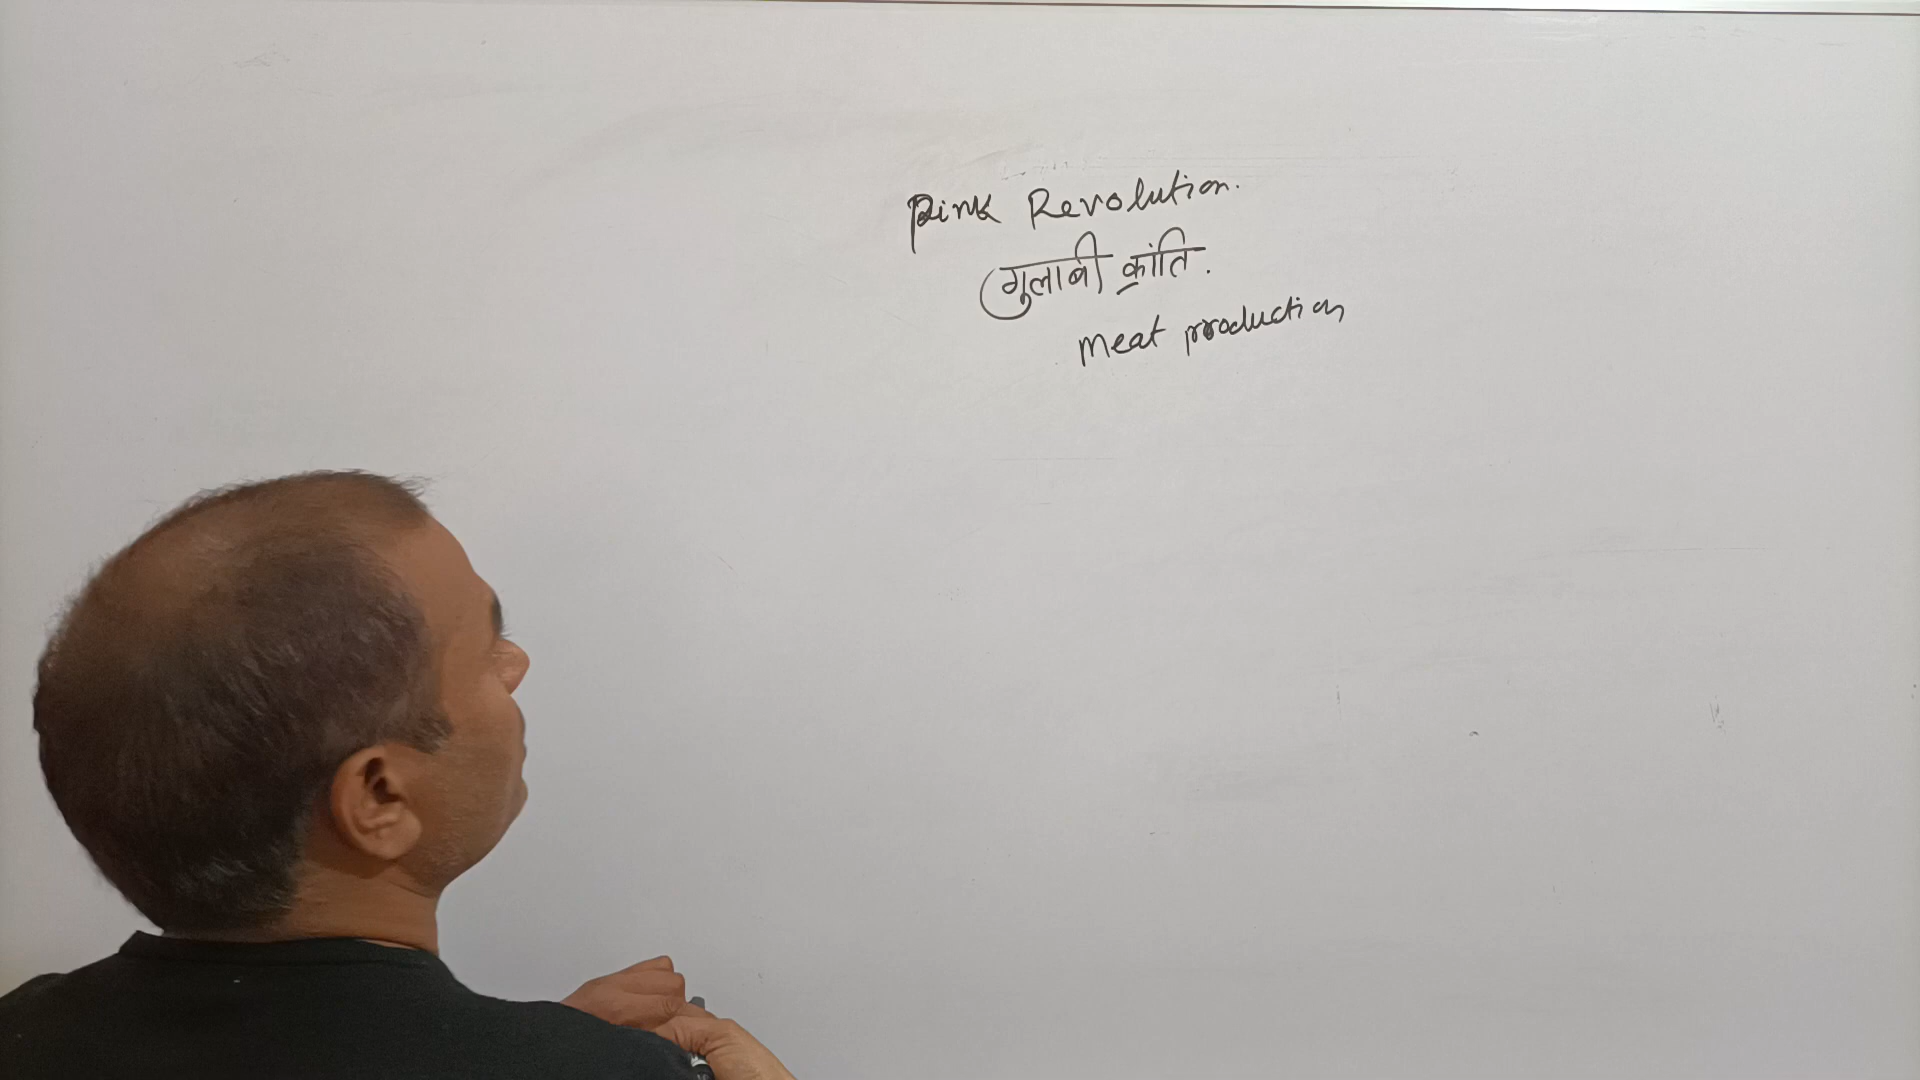 Pink Revolution.
गुलाबी क्रांति.
Meat production